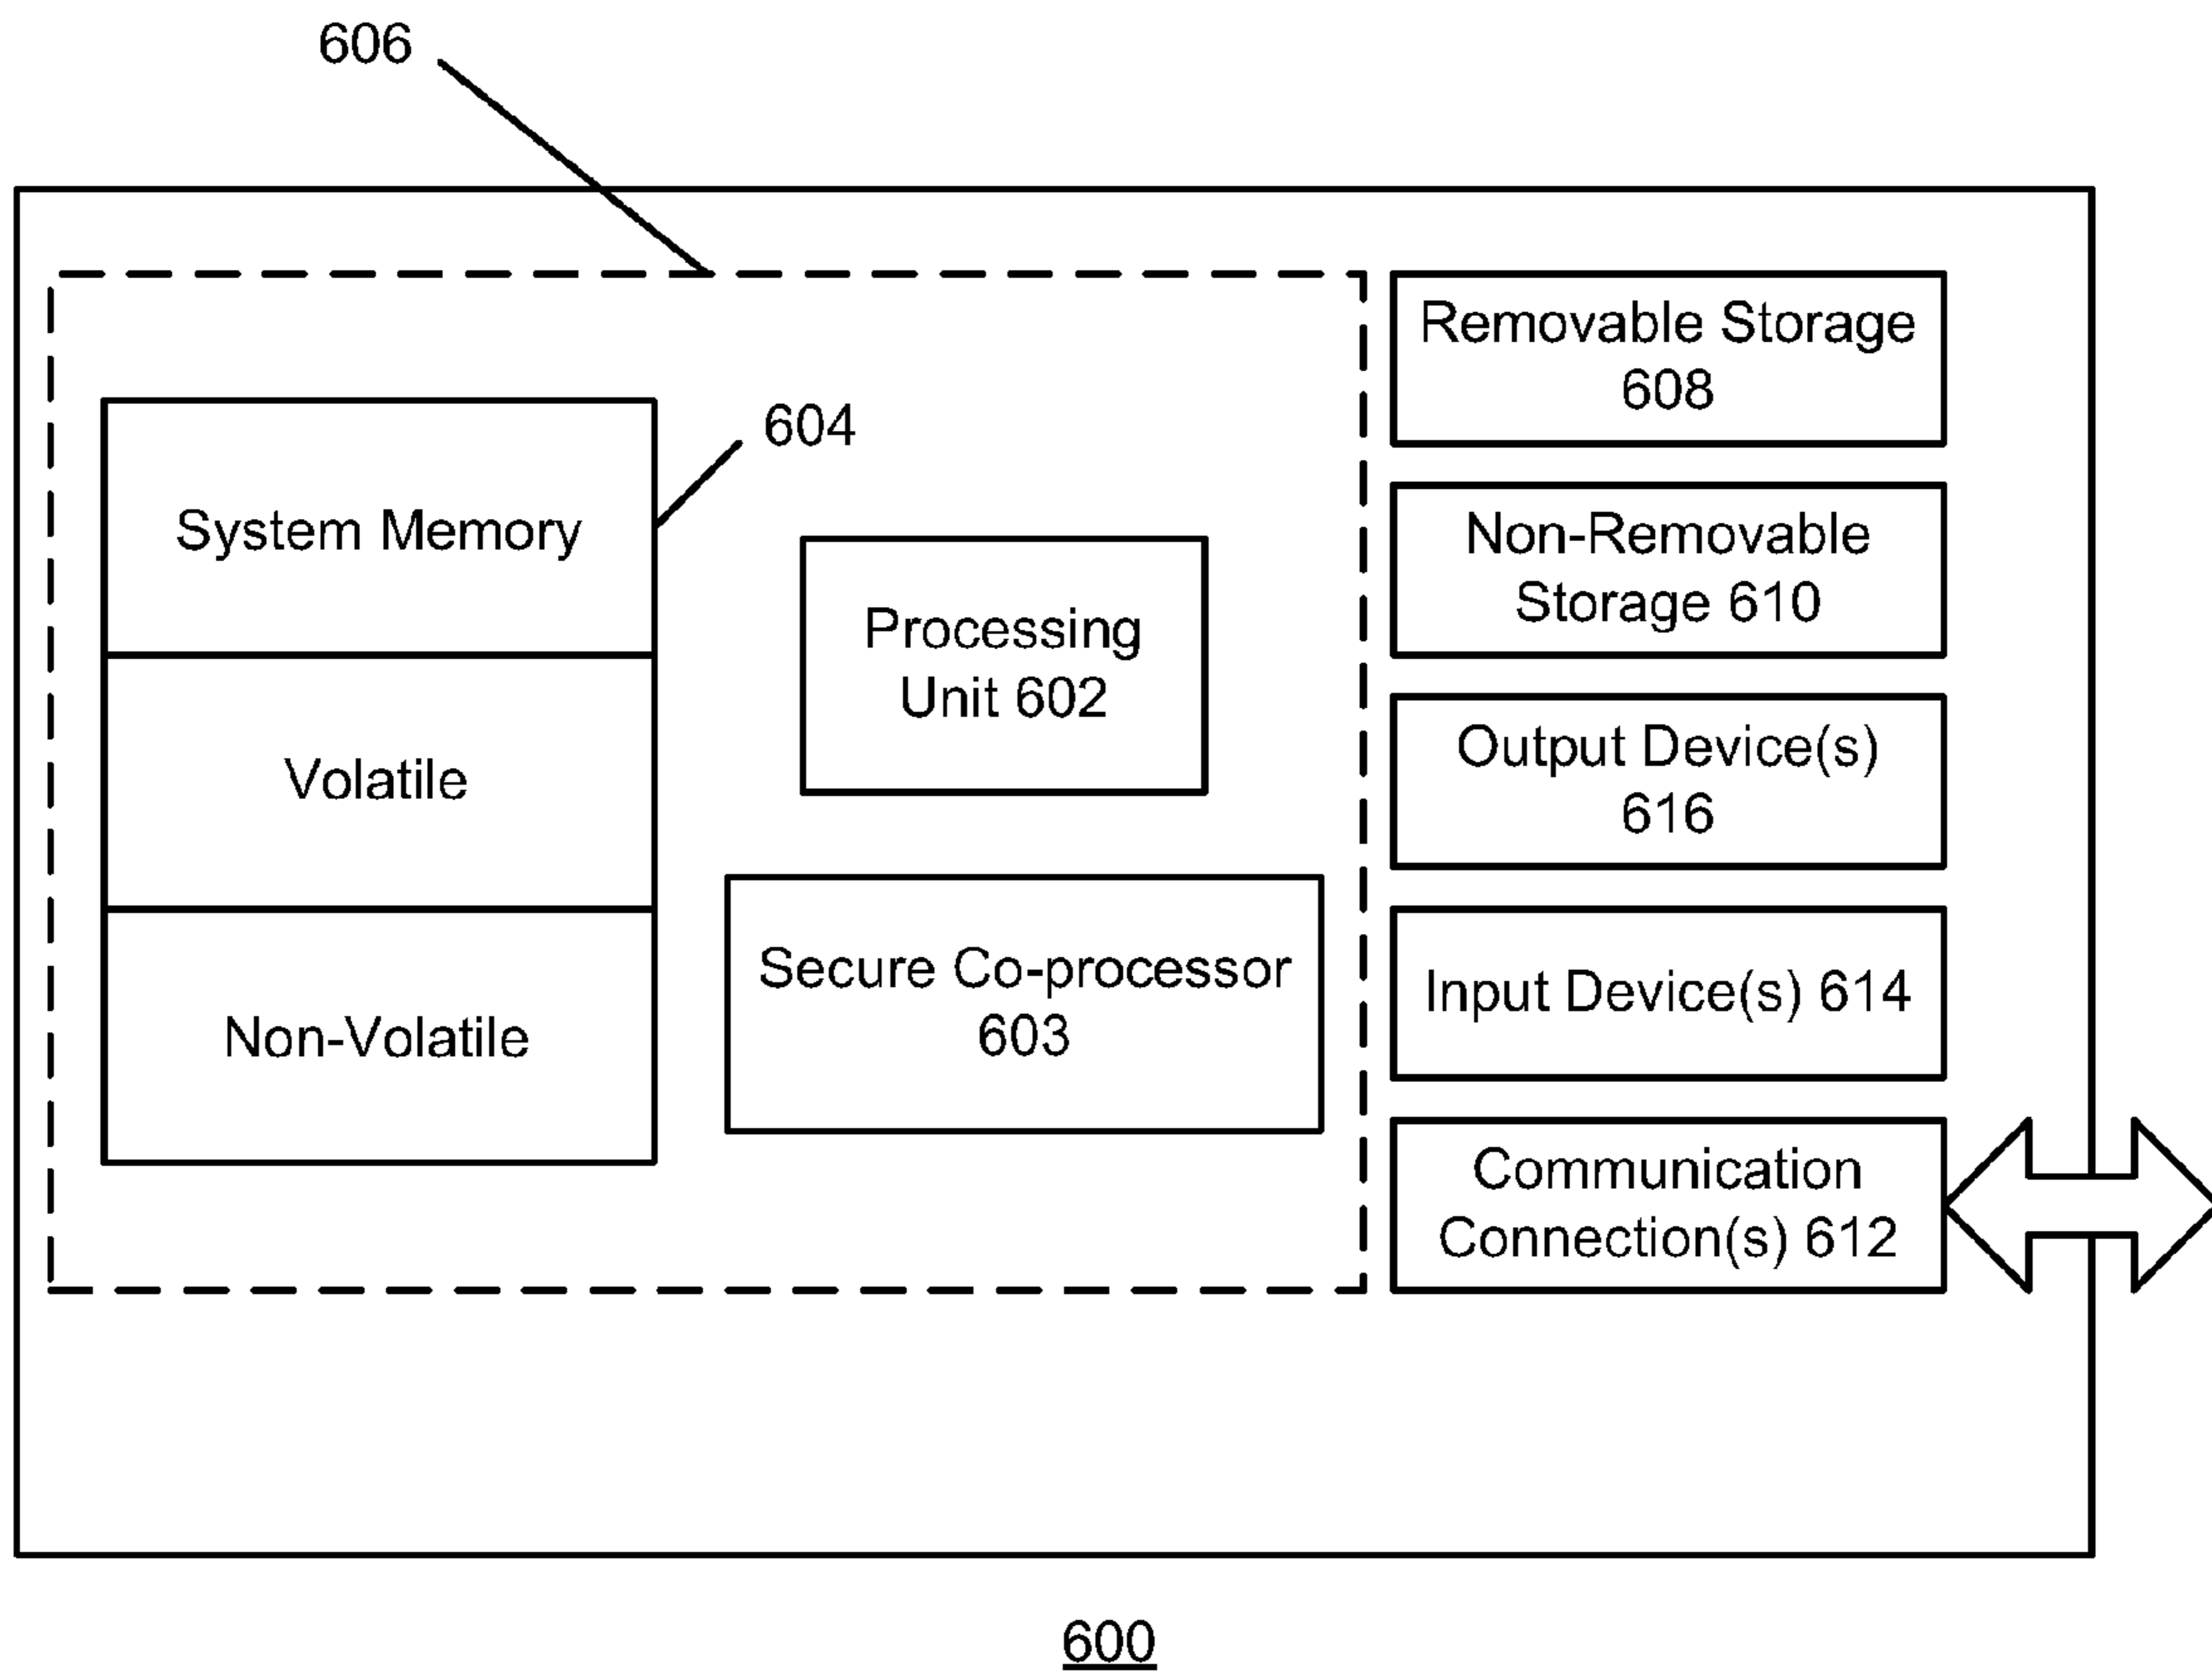 606
604
System Memory
Volatile
Non-Volatile
Processing
Unit 602
Secure Co-processor
603
Removable Storage
608
Non-Removable
Storage 610
Output Device(s)
616
Input Device(s) 614
Communication
Connection(s) 612
600